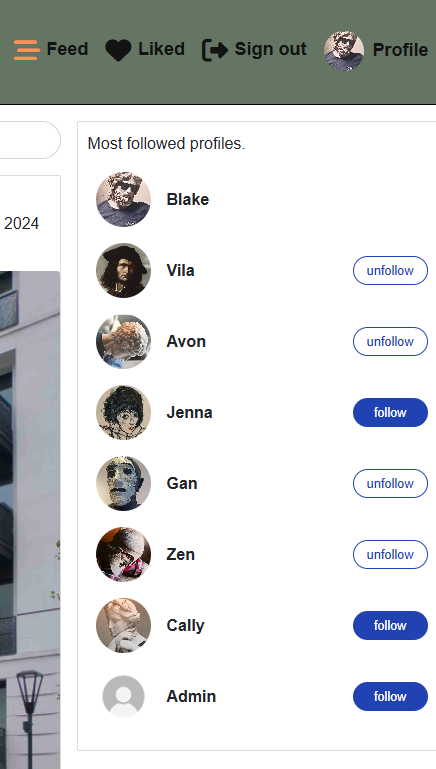 Feed Liked Sign out Profile
Most followed profiles.
2024
Blake
Vila unfollow
Avon unfollow
Jenna follow
Gan unfollow
Zen unfollow
Cally follow
Admin follow